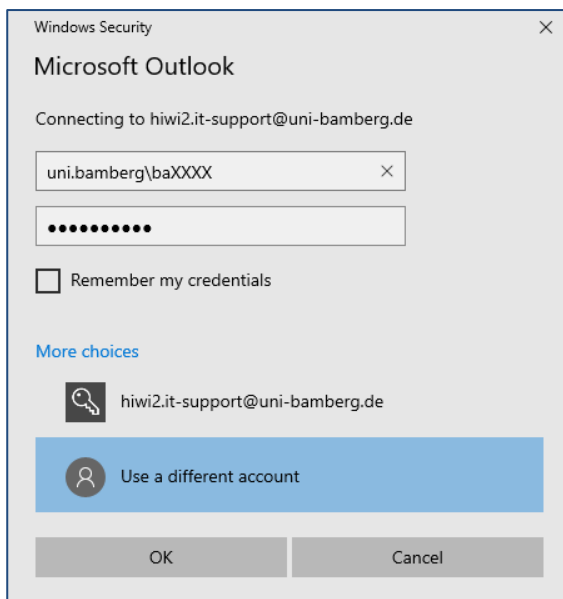 Windows Security
Microsoft Outlook
Connecting to hiwi2.it-support@uni-bamberg.de
uni.bamberg\baXXXX
●●●●●●●●●●
Remember my credentials
More choices
hiwi2.it-support@uni-bamberg.de
Use a different account
OK Cancel